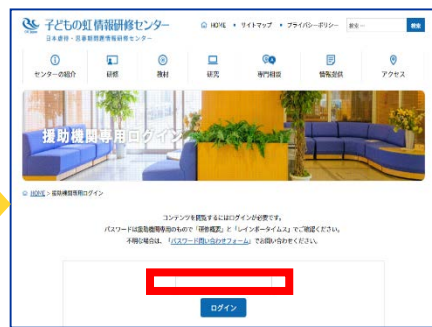 子どもの虹情報研修センター
日本虐待・思春期問題情報研修センター
HOME ・ サイトマップ ・ プライバシーポリシー 検索
センターの紹介 研修 教材 研究 専門相談 情報提供 アクセス
援助機関専用ログイン
HOME > 援助機関専用ログイン
コンテンツを閲覧するにはログインが必要です。
パスワードは援助機関専用のもので「研修概要」と「レインボータイムス」でご確認ください。
不明な場合は、「パスワード問い合わせフォーム」でお問い合わせください。
ログイン